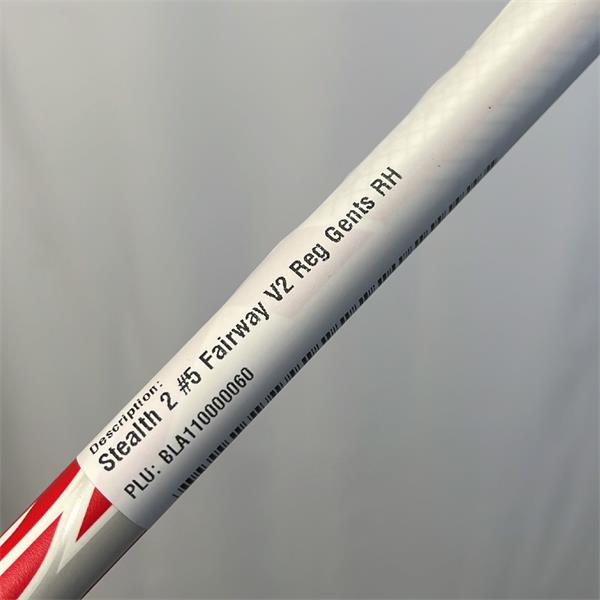 Description:
Stealth 2 #5 Fairway V2 Reg Gents RH
PLU: BLA110000060